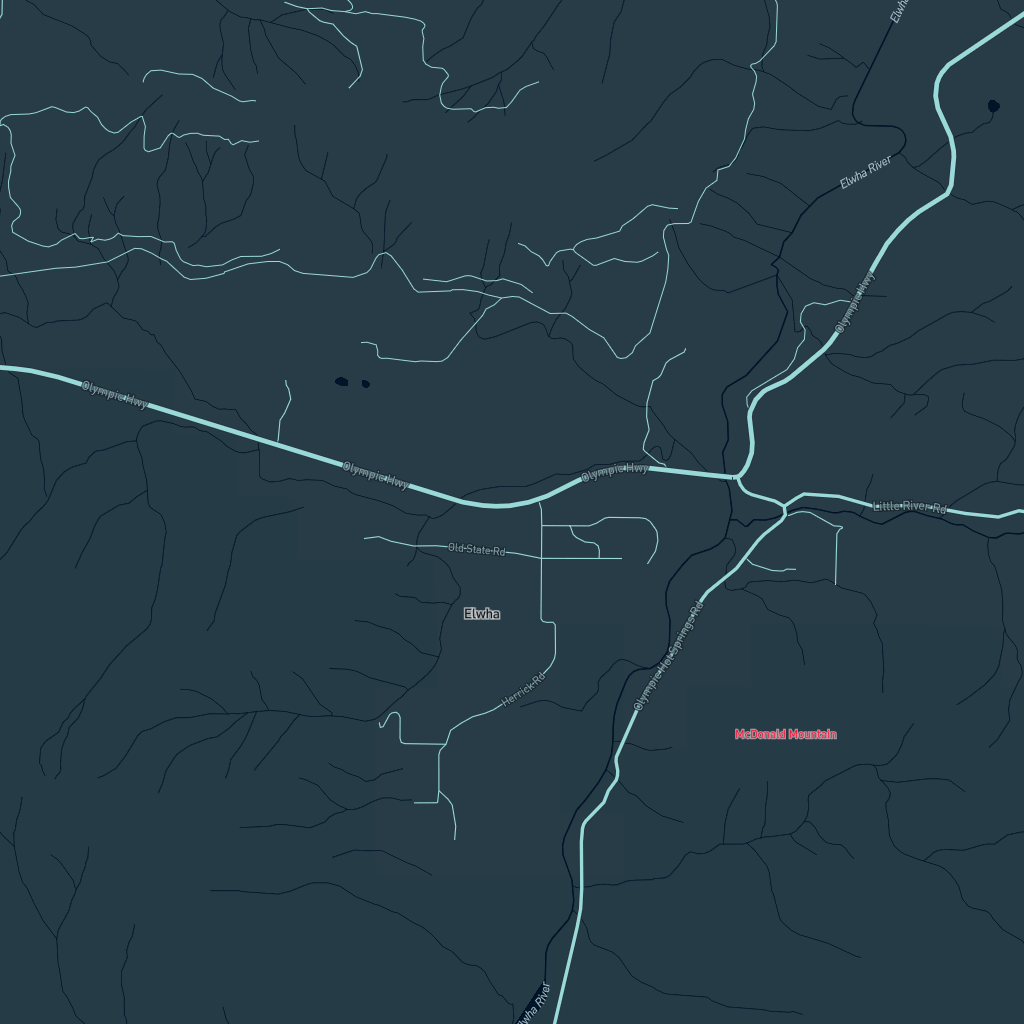 Elwha
Elwha River
Olympic Hwy
Olympic Hwy
Olympic Hwy
Olympic Hwy
Little River Rd
Old State Rd
Elwha
Olympic Hot Springs Rd
Herrick Rd
McDonald Mountain
Elwha River